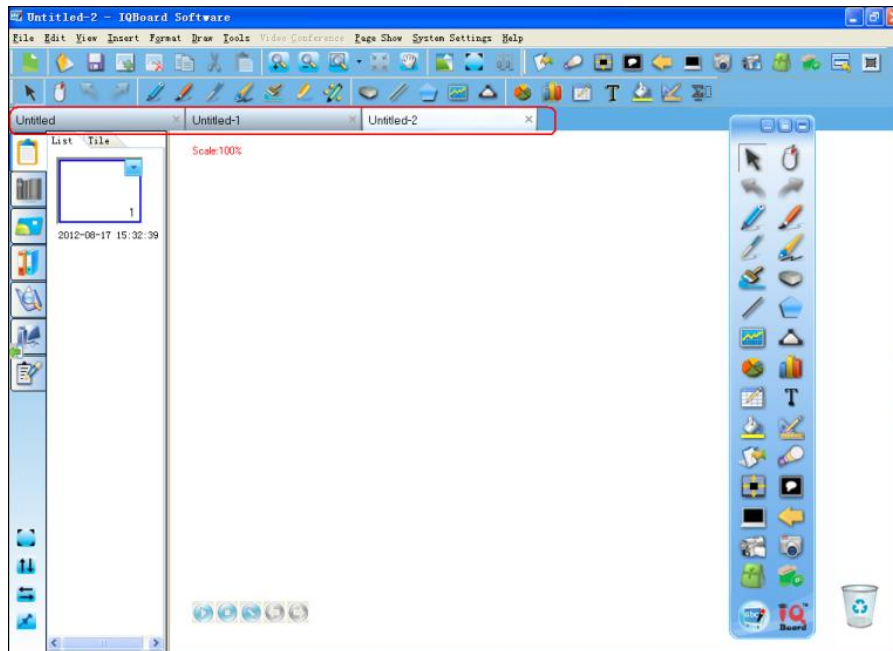 Untitled-2 - IQBoard Software
File Edit View Insert Format Draw Tools Video Conference Page Show System Settings Help
T
Untitled Untitled-1 Untitled-2
List Tile
Scale:100%
1
2012-08-17 15:32:39
T
abc
iQ
Board